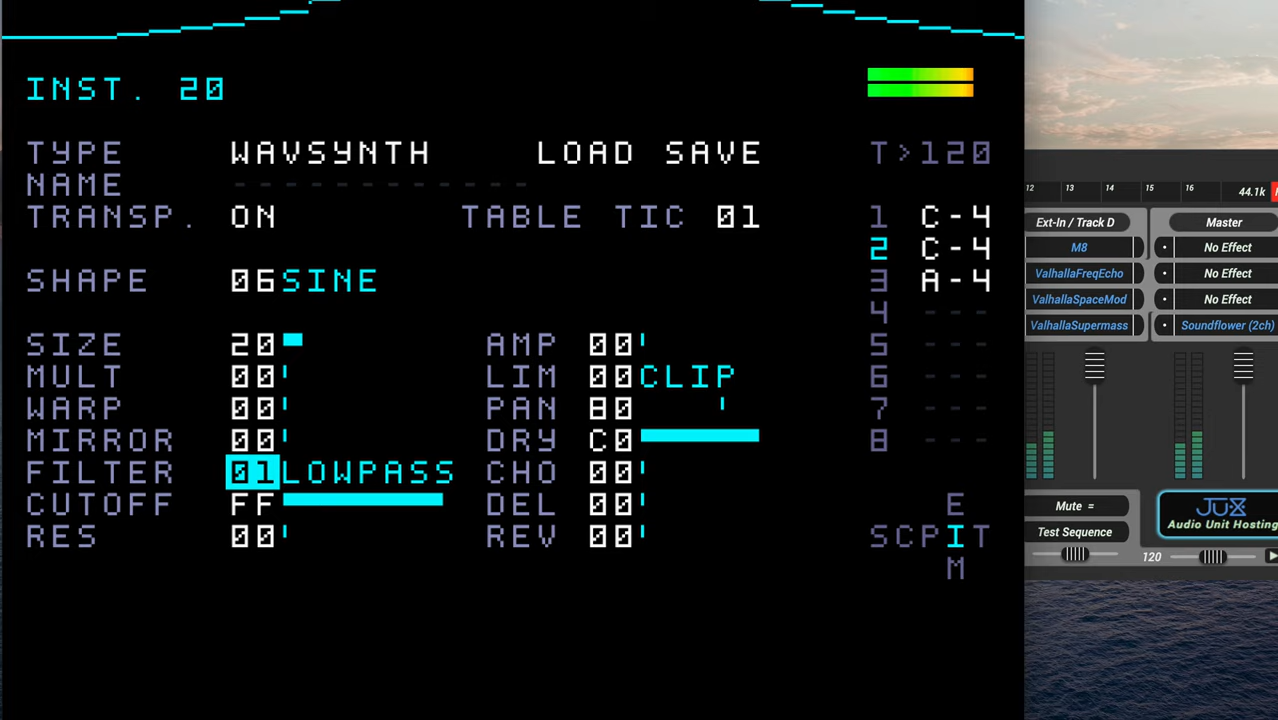 INST. 20
TYPE WAVSYNTH LOAD SAVE T>120
NAME ------------
TRANSP. ON TABLE TIC 01 1 C-4
2 C-4
SHAPE 06SINE 3 A-4
4 ---
SIZE 20 AMP 00 5 ---
MULT 00 LIM 00CLIP 6 ---
WARP 00 PAN 80 7 ---
MIRROR 00 DRY C0 8 ---
FILTER 01LOWPASS CHO 00
CUTOFF FF DEL 00 E
RES 00 REV 00 SCPIT
M
12 13 14 15 16 44.1k
Ext-In / Track D Master
M8 No Effect
ValhallaFreqEcho No Effect
ValhallaSpaceMod No Effect
ValhallaSupermass Soundflower (2ch)
Mute =
Test Sequence
JUX
Audio Unit Hosting
120